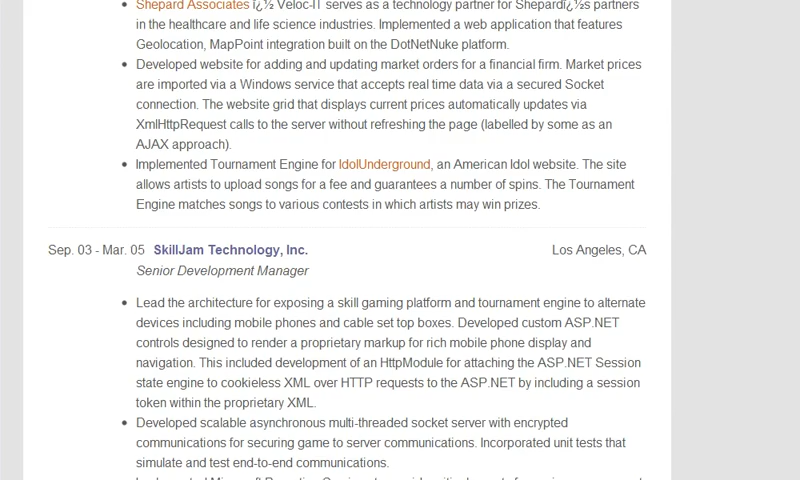 Shepard Associates ï¿½ Veloc-IT serves as a technology partner for Shepardï¿½s partners
in the healthcare and life science industries. Implemented a web application that features
Geolocation, MapPoint integration built on the DotNetNuke platform.
Developed website for adding and updating market orders for a financial firm. Market prices
are imported via a Windows service that accepts real time data via a secured Socket
connection. The website grid that displays current prices automatically updates via
XmlHttpRequest calls to the server without refreshing the page (labelled by some as an
AJAX approach).
Implemented Tournament Engine for IdolUnderground, an American Idol website. The site
allows artists to upload songs for a fee and guarantees a number of spins. The Tournament
Engine matches songs to various contests in which artists may win prizes.
Sep. 03 - Mar. 05 SkillJam Technology, Inc. Los Angeles, CA
Senior Development Manager
Lead the architecture for exposing a skill gaming platform and tournament engine to alternate
devices including mobile phones and cable set top boxes. Developed custom ASP.NET
controls designed to render a proprietary markup for rich mobile phone display and
navigation. This included development of an HttpModule for attaching the ASP.NET Session
state engine to cookieless XML over HTTP requests to the ASP.NET by including a session
token within the proprietary XML.
Developed scalable asynchronous multi-threaded socket server with encrypted
communications for securing game to server communications. Incorporated unit tests that
simulate and test end-to-end communications.